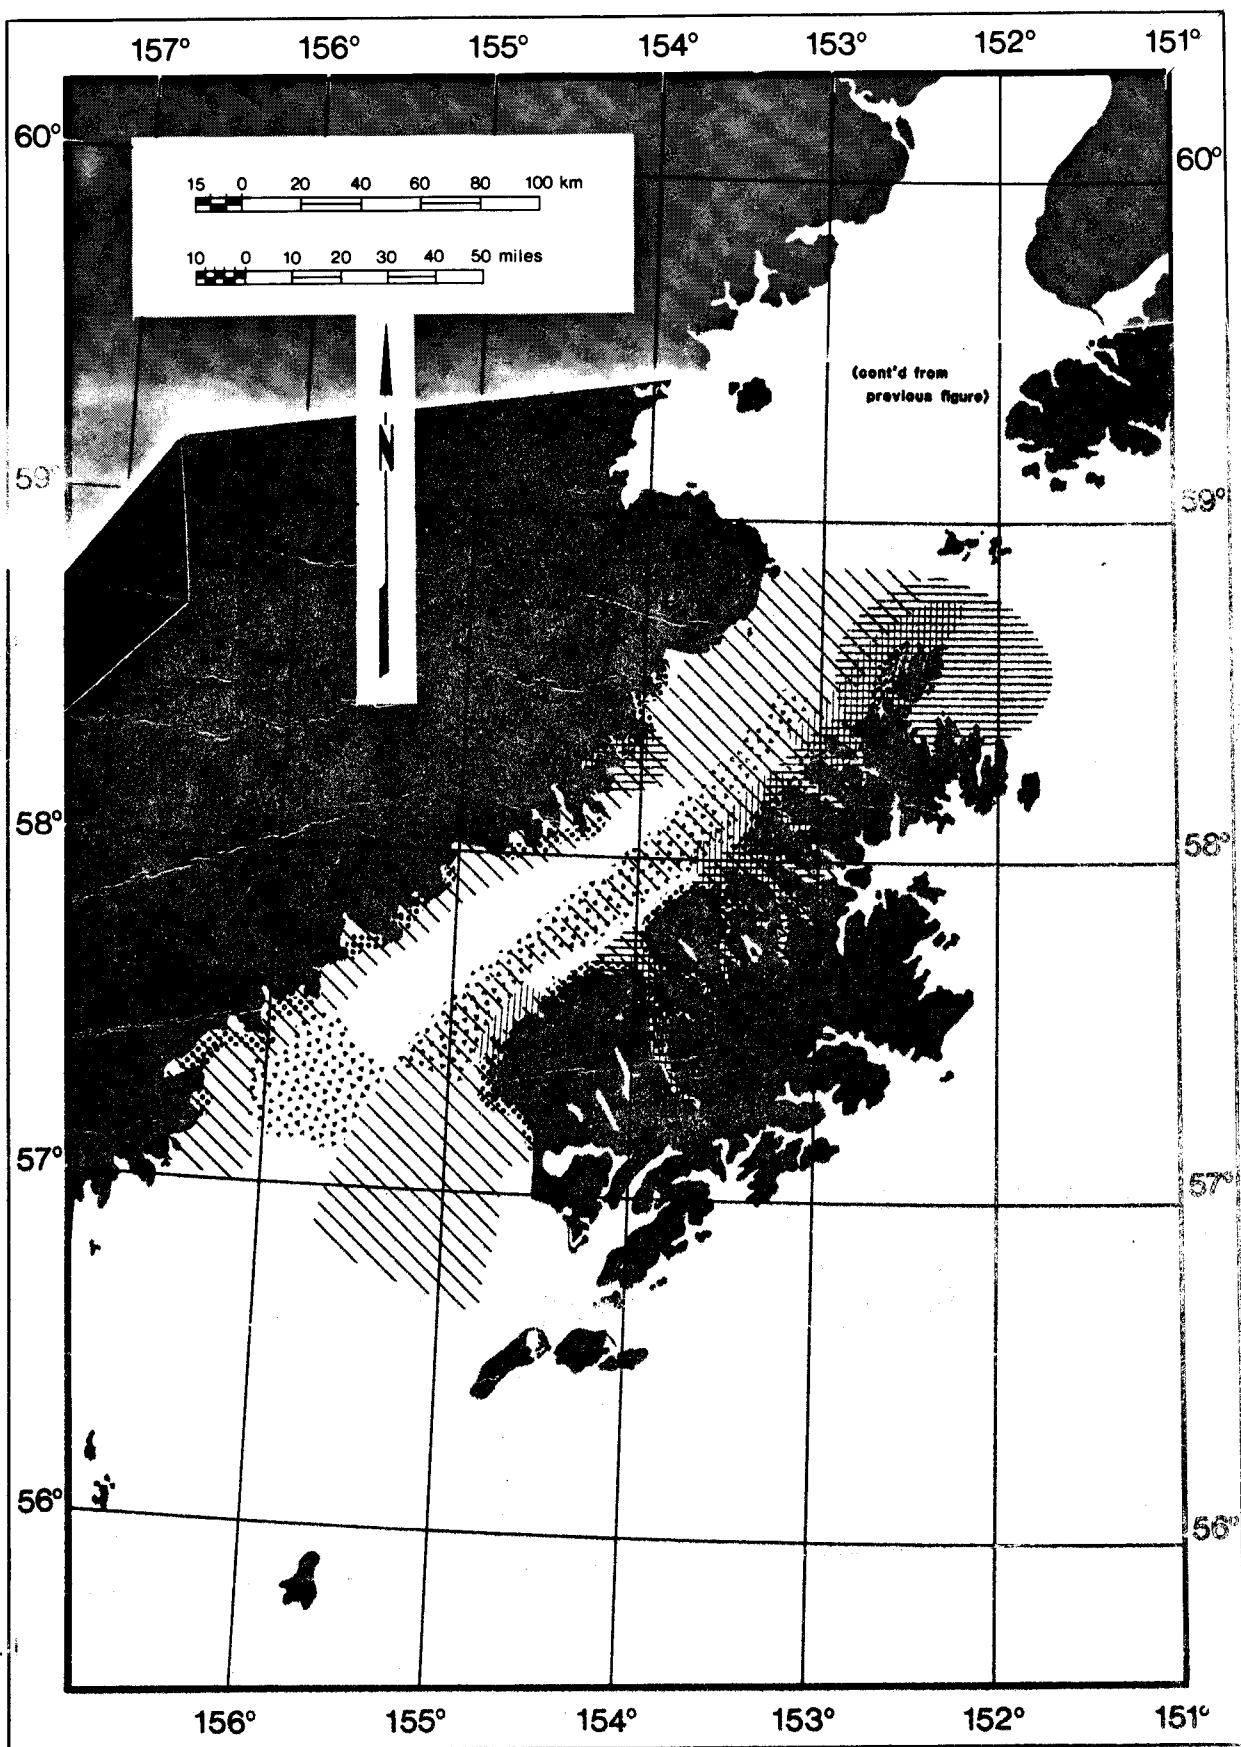 157° 156° 155° 154° 153° 152° 151°
60° 60°
15 0 20 40 60 80 100 km
10 0 10 20 30 40 50 miles
(cont'd from
previous figure)
N
59° 59°
58° 58°
57° 57°
56° 56°
156° 155° 154° 153° 152° 151°